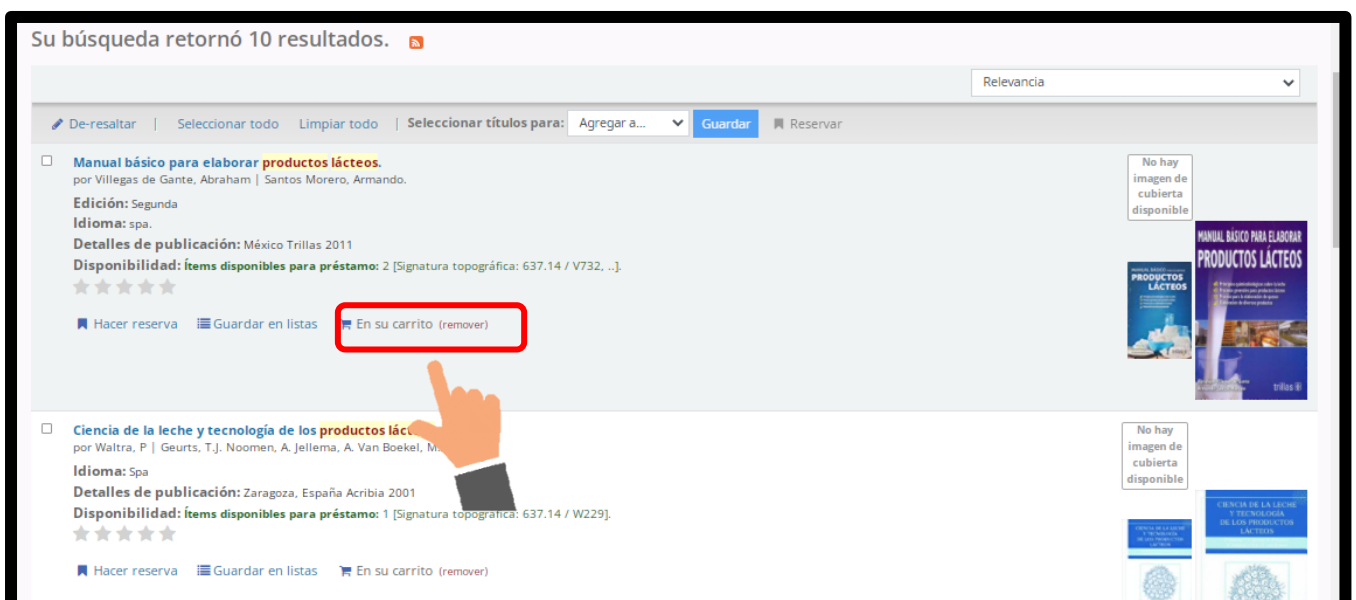 Su búsqueda retornó 10 resultados.
Relevancia
De-resaltar | Seleccionar todo Limpiar todo | Seleccionar títulos para: Agregar a... Guardar Reservar
Manual básico para elaborar productos lácteos.
por Villegas de Gante, Abraham | Santos Morero, Armando.
Edición: Segunda
Idioma: spa.
Detalles de publicación: México Trillas 2011
Disponibilidad: Ítems disponibles para préstamo: 2 [Signatura topográfica: 637.14 / V732, ..].
Hacer reserva Guardar en listas En su carrito (remover)
No hay
imagen de
cubierta
disponible
PRODUCTOS
LÁCTEOS
MANUAL BÁSICO PARA ELABORAR
PRODUCTOS LÁCTEOS
trillas
Ciencia de la leche y tecnología de los productos láct
por Waltra, P | Geurts, T.J. Noomen, A. Jellema, A. Van Boekel, M.
Idioma: Spa
Detalles de publicación: Zaragoza, España Acribia 2001
Disponibilidad: Ítems disponibles para préstamo: 1 [Signatura topográfica: 637.14 / W229].
Hacer reserva Guardar en listas En su carrito (remover)
No hay
imagen de
cubierta
disponible
CIENCIA DE LA LECHE
Y TECNOLOGÍA
DE LOS PRODUCTOS
LÁCTEOS